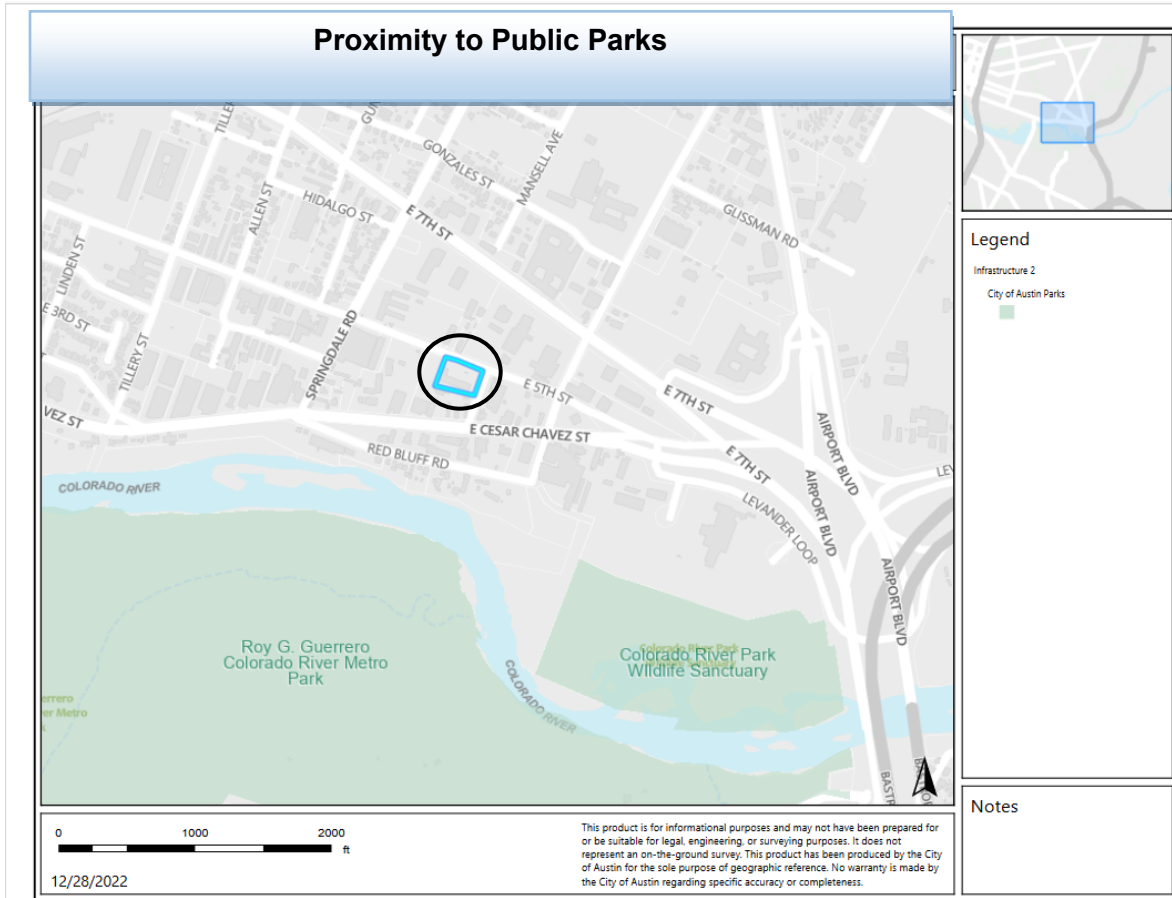 Proximity to Public Parks
GONZALES ST
MANSELL AVE
ALLEN ST
HIDALGO ST
E 7TH ST
GLISSMAN RD
LINDEN ST
E 3RD ST
TILLERY ST
SPRINGDALE RD
E 5TH ST
E 7TH ST
VEZ ST
E CESAR CHAVEZ ST
RED BLUFF RD
E 7TH ST
AIRPORT BLVD
AIRPORT BLVD
LEVANDER LOOP
COLORADO RIVER
AIRPORT BLVD
Roy G. Guerrero
Colorado River Metro
Park
Colorado River Park
Wildlife Sanctuary
COLORADO RIVER
errero
er Metro
k
Legend
Infrastructure 2
City of Austin Parks
Notes
0 1000 2000
ft
12/28/2022
This product is for informational purposes and may not have been prepared for
or be suitable for legal, engineering, or surveying purposes. It does not
represent an on-the-ground survey. This product has been produced by the City
of Austin for the sole purpose of geographic reference. No warranty is made by
the City of Austin regarding specific accuracy or completeness.